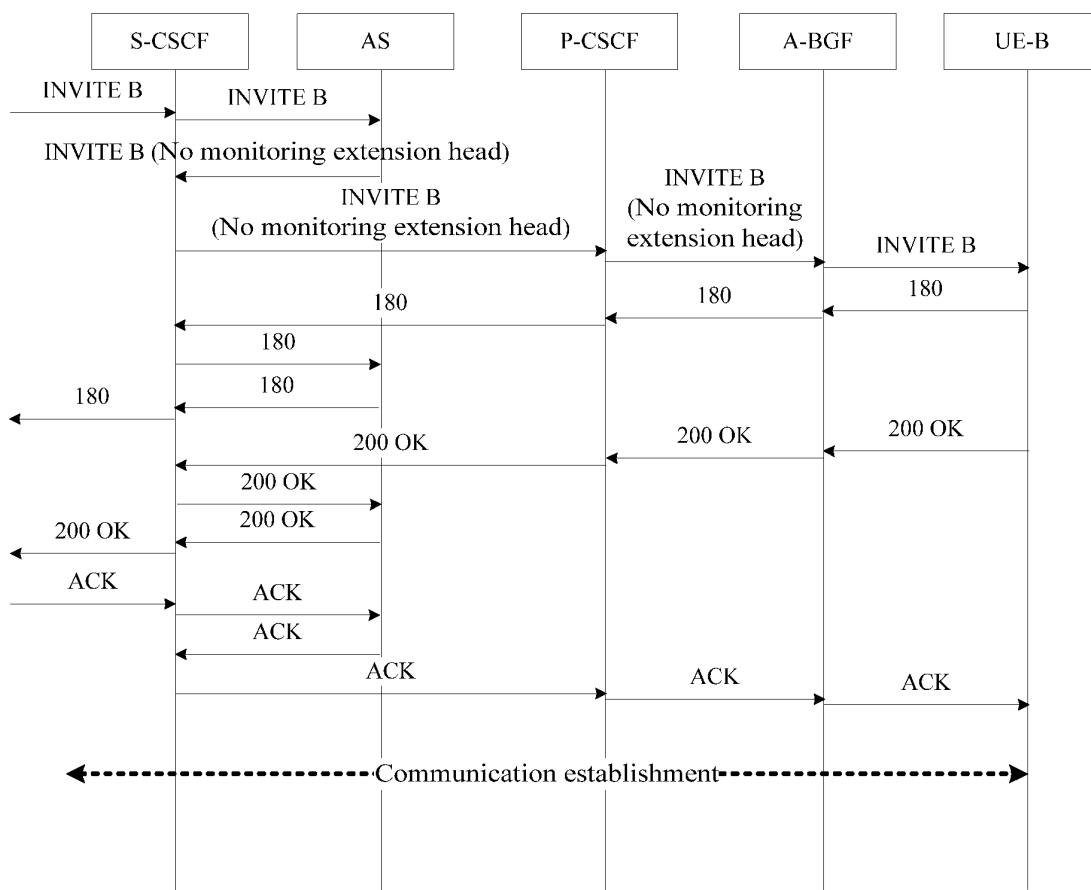 S-CSCF
AS
P-CSCF
A-BGF
UE-B
INVITE B
INVITE B
INVITE B (No monitoring extension head)
INVITE B
(No monitoring extension head)
INVITE B
(No monitoring
extension head)
INVITE B
180
180
180
180
180
180
200 OK
200 OK
200 OK
200 OK
200 OK
200 OK
ACK
ACK
ACK
ACK
ACK
ACK
Communication establishment